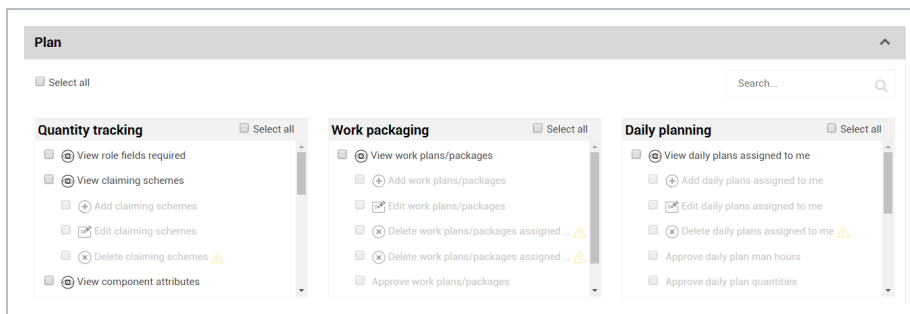 Plan
Select all
Search...
Quantity tracking
Select all
View role fields required
View claiming schemes
Add claiming schemes
Edit claiming schemes
Delete claiming schemes
View component attributes
Work packaging
Select all
View work plans/packages
Add work plans/packages
Edit work plans/packages
Delete work plans/packages assigned ...
Delete work plans/packages assigned ...
Approve work plans/packages
Daily planning
Select all
View daily plans assigned to me
Add daily plans assigned to me
Edit daily plans assigned to me
Delete daily plans assigned to me
Approve daily plan man hours
Approve daily plan quantities